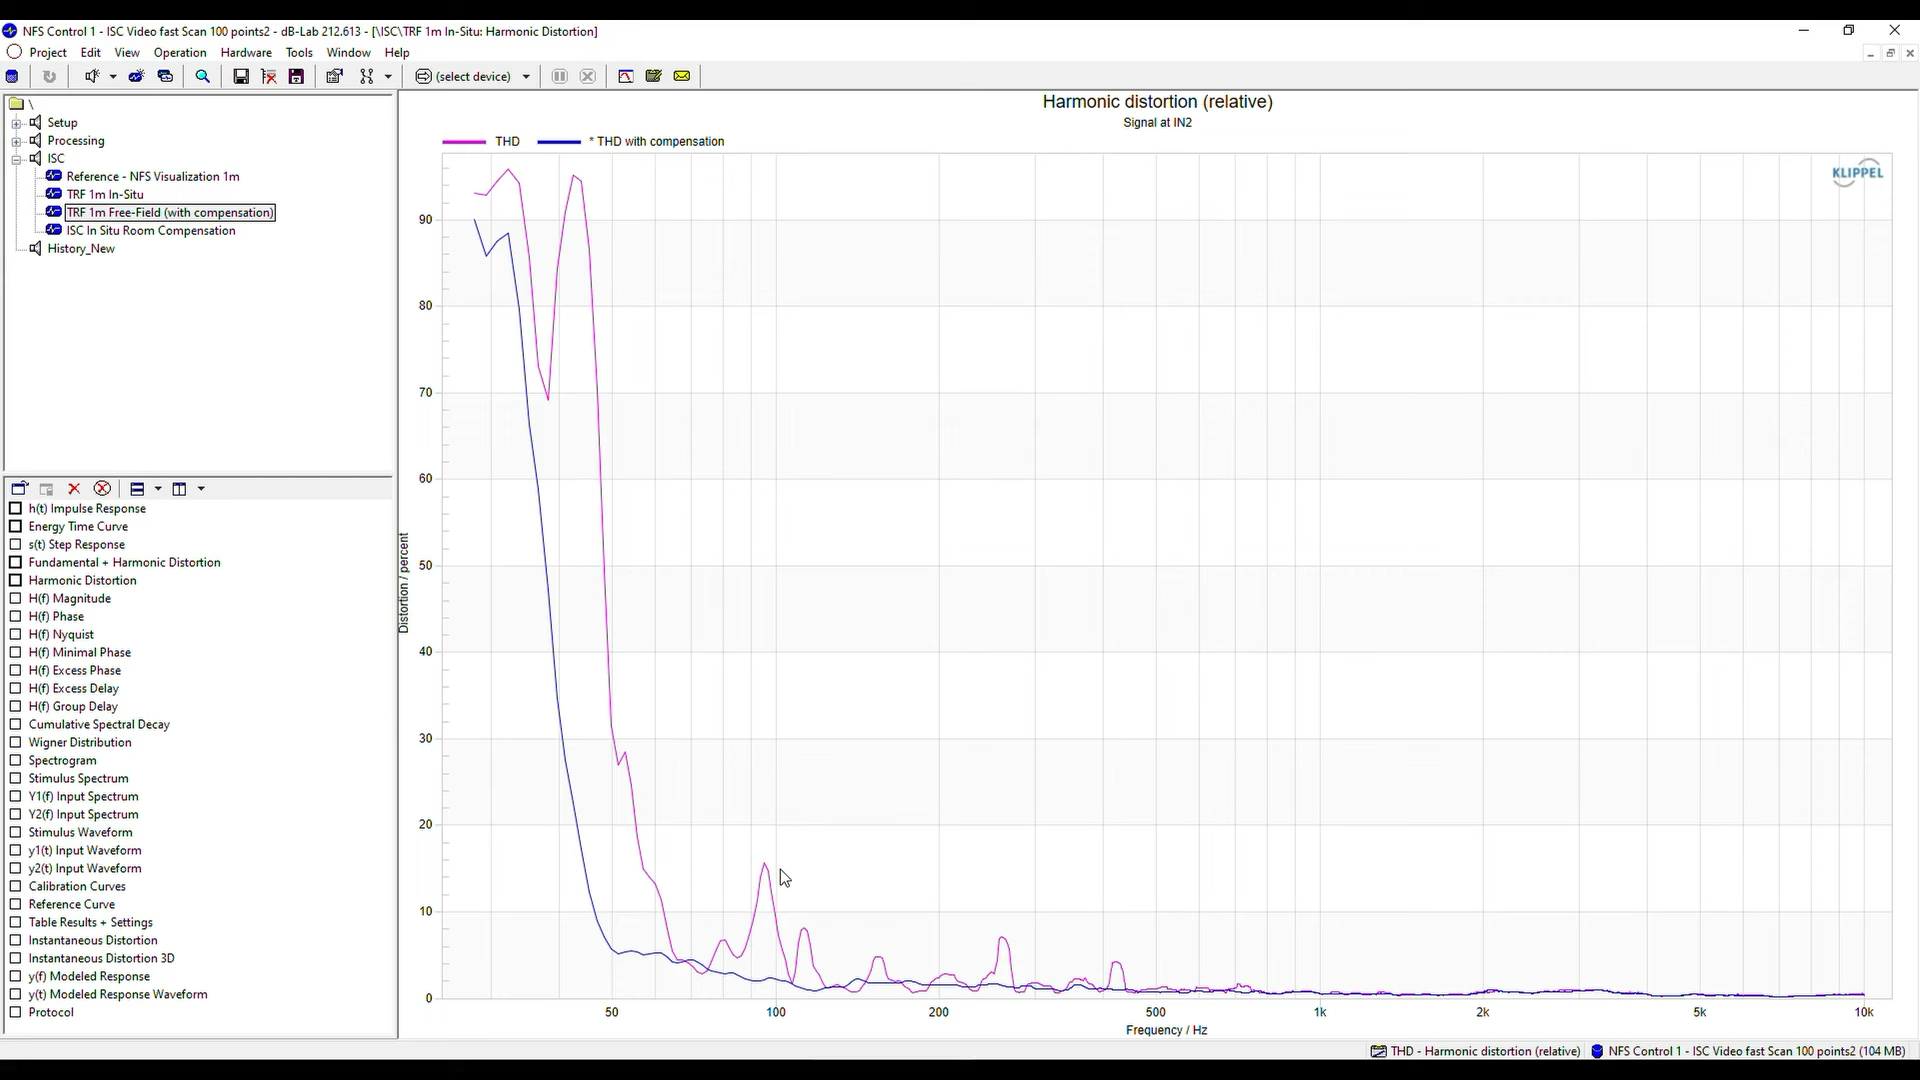 NFS Control 1 - ISC Video fast Scan 100 points2 - dB-Lab 212.613 - [\ISC\TRF 1m In-Situ: Harmonic Distortion]
Project Edit View Operation Hardware Tools Window Help
(select device)
\
Setup
Processing
ISC
Reference - NFS Visualization 1m
TRF 1m In-Situ
TRF 1m Free-Field (with compensation)
ISC In Situ Room Compensation
History_New
h(t) Impulse Response
Energy Time Curve
s(t) Step Response
Fundamental + Harmonic Distortion
Harmonic Distortion
H(f) Magnitude
H(f) Phase
H(f) Nyquist
H(f) Minimal Phase
H(f) Excess Phase
H(f) Excess Delay
H(f) Group Delay
Cumulative Spectral Decay
Wigner Distribution
Spectrogram
Stimulus Spectrum
Y1(f) Input Spectrum
Y2(f) Input Spectrum
Stimulus Waveform
y1(t) Input Waveform
y2(t) Input Waveform
Calibration Curves
Reference Curve
Table Results + Settings
Instantaneous Distortion
Instantaneous Distortion 3D
y(f) Modeled Response
y(t) Modeled Response Waveform
Protocol
Harmonic distortion (relative)
Signal at IN2
THD * THD with compensation
KLIPPEL
90
80
70
60
50
40
30
20
10
0
Distortion / percent
50 100 200 500 1k 2k 5k 10k
Frequency / Hz
THD - Harmonic distortion (relative) NFS Control 1 - ISC Video fast Scan 100 points2 (104 MB)